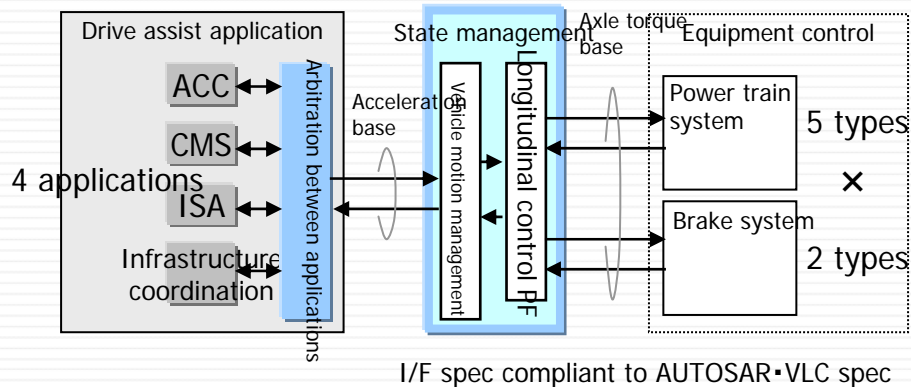 Drive assist application
ACC
CMS
4 applications
ISA
Infrastructure
coordination
Arbitration between applications
Acceleration
base
State management
Vehicle motion management
Longitudinal control PF
Axle torque
base
Equipment control
Power train
system
5 types
×
Brake system
2 types
I/F spec compliant to AUTOSAR・VLC spec